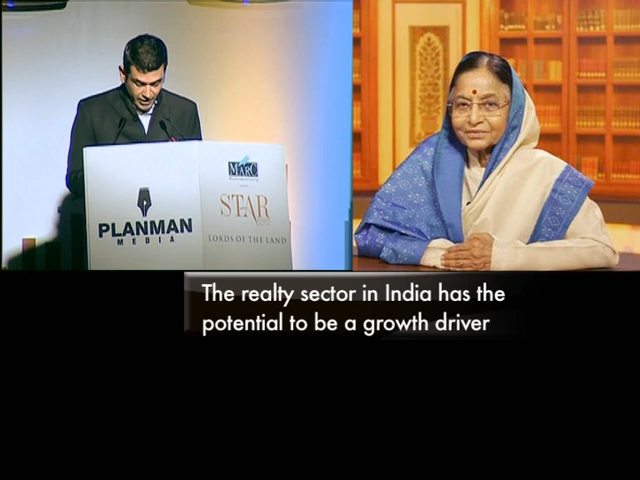 MARC
STAR
PLANMAN
MEDIA
LORDS OF THE LAND
The realty sector in India has the
potential to be a growth driver